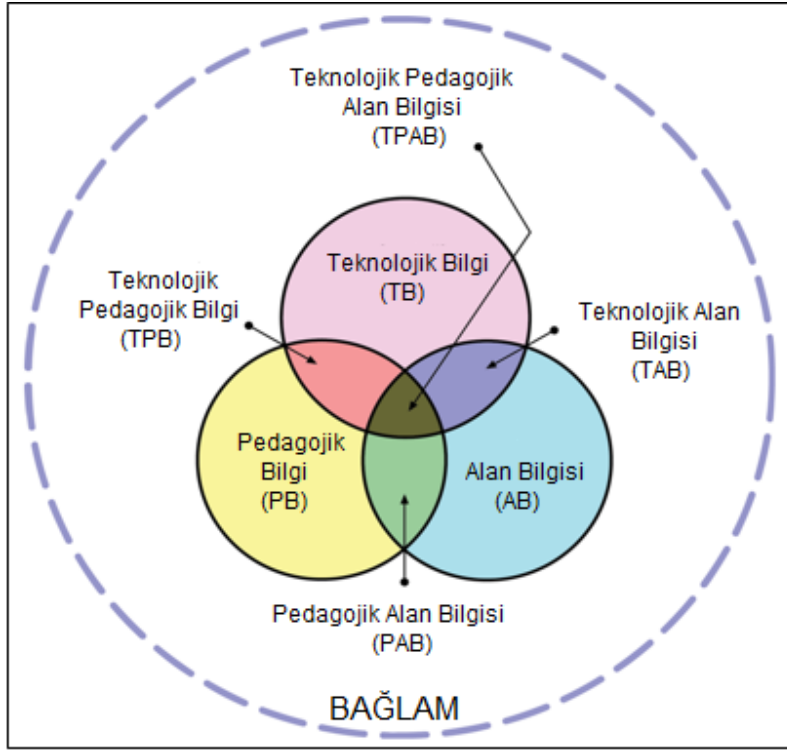 Teknolojik Pedagojik
Alan Bilgisi
(TPAB)
Teknolojik Bilgi
(TB)
Teknolojik
Pedagojik Bilgi
(TPB)
Teknolojik Alan
Bilgisi
(TAB)
Pedagojik
Bilgi
(PB)
Alan Bilgisi
(AB)
Pedagojik Alan Bilgisi
(PAB)
BAĞLAM